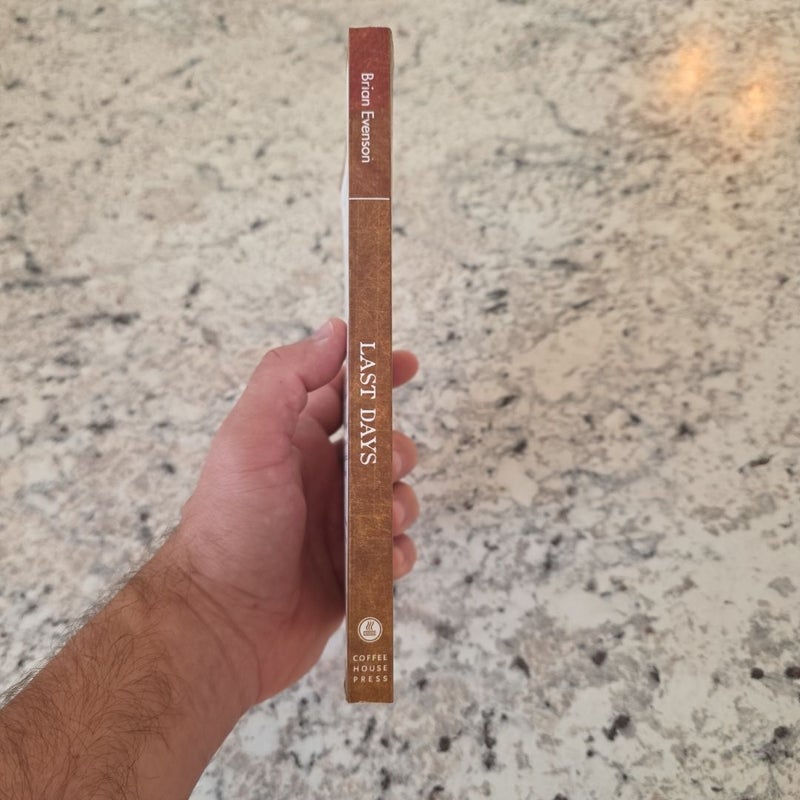 Brian Evenson
LAST DAYS
COFFEE
HOUSE
PRESS